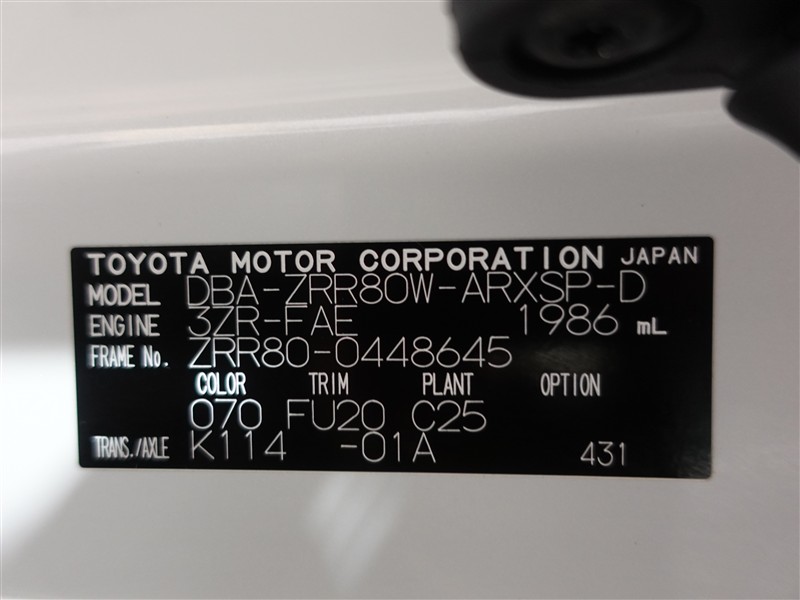 TOYOTA MOTOR CORPORATION JAPAN
MODEL DBA-ZRR80W-ARXSP-D
ENGINE 3ZR-FAE 1986 mL
FRAME No. ZRR80-0448645
COLOR TRIM PLANT OPTION
070 FU20 C25
TRANS./AXLE K114 -01A 431